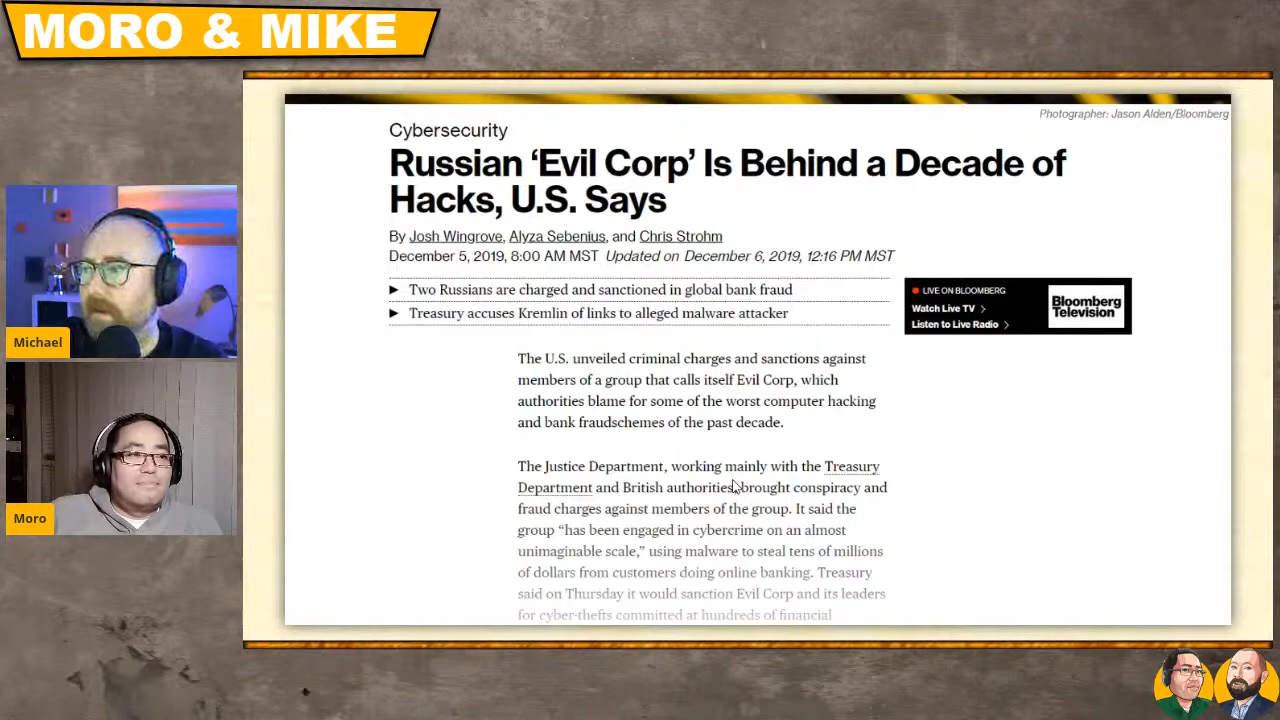 MORO & MIKE
Photographer: Jason Alden/Bloomberg
Cybersecurity
Russian ‘Evil Corp’ Is Behind a Decade of
Hacks, U.S. Says
By Josh Wingrove, Alyza Sebenius, and Chris Strohm
December 5, 2019, 8:00 AM MST Updated on December 6, 2019, 12:16 PM MST
► Two Russians are charged and sanctioned in global bank fraud
► Treasury accuses Kremlin of links to alleged malware attacker
LIVE ON BLOOMBERG
Watch Live TV >
Listen to Live Radio >
Bloomberg
Television
The U.S. unveiled criminal charges and sanctions against
members of a group that calls itself Evil Corp, which
authorities blame for some of the worst computer hacking
and bank fraudschemes of the past decade.
The Justice Department, working mainly with the Treasury
Department and British authorities, brought conspiracy and
fraud charges against members of the group. It said the
group “has been engaged in cybercrime on an almost
unimaginable scale,” using malware to steal tens of millions
of dollars from customers doing online banking. Treasury
said on Thursday it would sanction Evil Corp and its leaders
for cyber-thefts committed at hundreds of financial
Michael
Moro